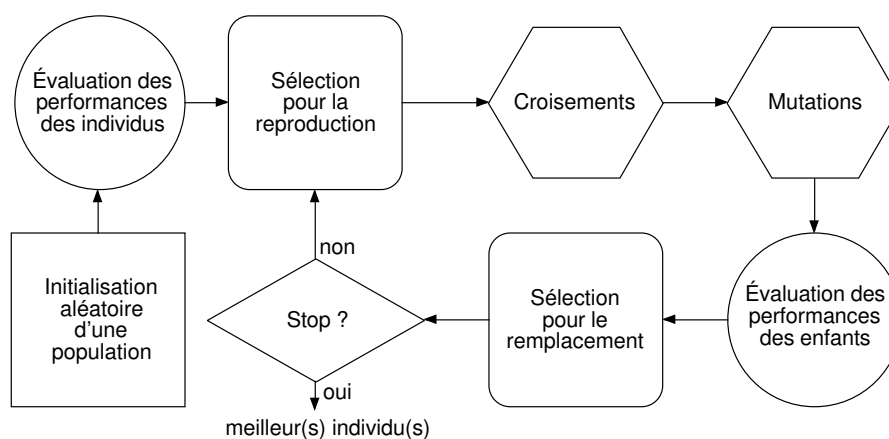 Évaluation des
performances
des individus
Sélection
pour la
reproduction
Croisements
Mutations
Initialisation
aléatoire
d'une
population
non
Stop ?
oui
meilleur(s) individu(s)
Sélection
pour le
remplacement
Évaluation des
performances
des enfants